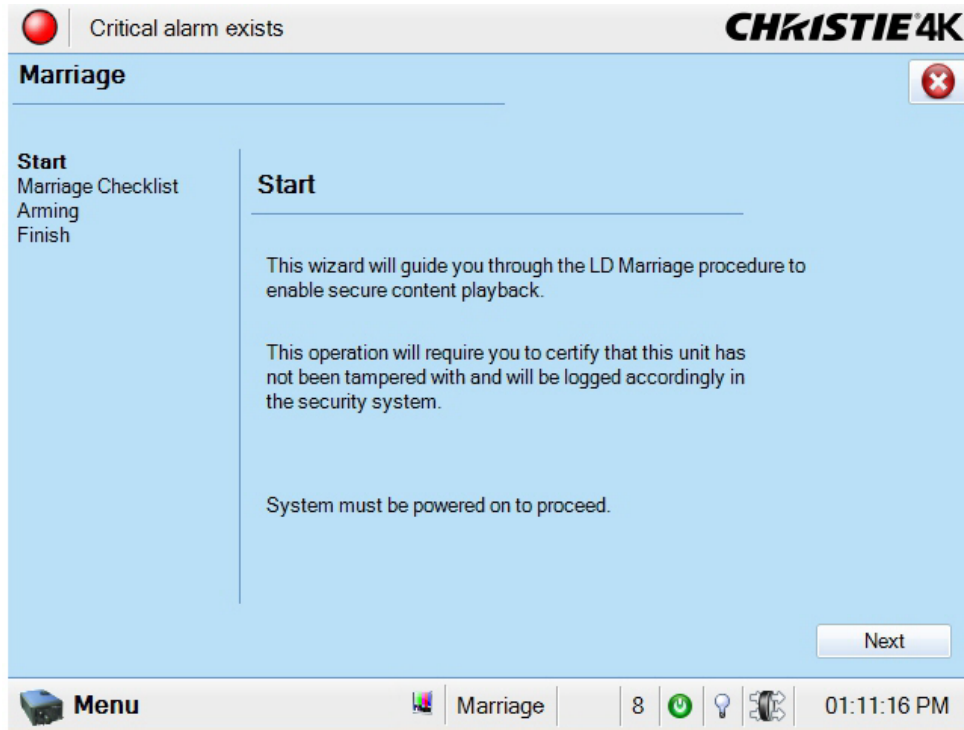 Critical alarm exists
CHRISTIE 4K
Marriage
Start
Marriage Checklist
Arming
Finish
Start
This wizard will guide you through the LD Marriage procedure to
enable secure content playback.
This operation will require you to certify that this unit has
not been tampered with and will be logged accordingly in
the security system.
System must be powered on to proceed.
Next
Menu
Marriage
8
01:11:16 PM